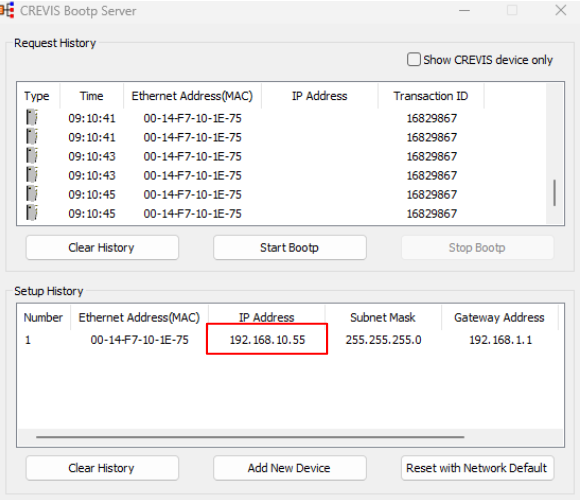 CREVIS Bootp Server
Request History
Show CREVIS device only
Type Time Ethernet Address(MAC) IP Address Transaction ID
09:10:41 00-14-F7-10-1E-75 16829867
09:10:41 00-14-F7-10-1E-75 16829867
09:10:43 00-14-F7-10-1E-75 16829867
09:10:43 00-14-F7-10-1E-75 16829867
09:10:45 00-14-F7-10-1E-75 16829867
09:10:45 00-14-F7-10-1E-75 16829867
Clear History Start Bootp Stop Bootp
Setup History
Number Ethernet Address(MAC) IP Address Subnet Mask Gateway Address
1 00-14-F7-10-1E-75 192.168.10.55 255.255.255.0 192.168.1.1
Clear History Add New Device Reset with Network Default